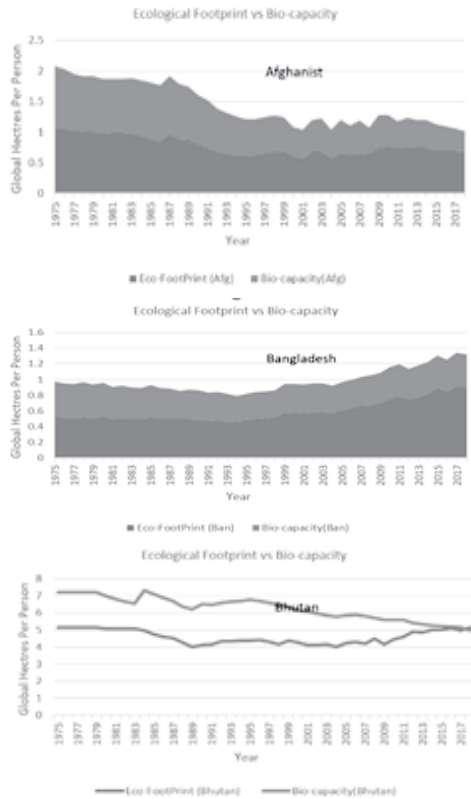 Ecological Footprint vs Bio-capacity
Afghanist
Global Hectres Per Person
2.5
2
1.5
1
0.5
0
1975 1977 1979 1981 1983 1985 1987 1989 1991 1993 1995 1997 1999 2001 2003 2005 2007 2009 2011 2013 2015 2017
Year
Eco-FootPrint (Afg) Bio-capacity(Afg)
Ecological Footprint vs Bio-capacity
Bangladesh
Global Hectres Per Person
1.6
1.4
1.2
1
0.8
0.6
0.4
0.2
0
1975 1977 1979 1981 1983 1985 1987 1989 1991 1993 1995 1997 1999 2001 2003 2005 2007 2009 2011 2013 2015 2017
Year
Eco-FootPrint (Ban) Bio-capacity(Ban)
Ecological Footprint vs Bio-capacity
Bhutan
Global Hectres Per Person
8
7
6
5
4
3
2
1
0
1975 1977 1979 1981 1983 1985 1987 1989 1991 1993 1995 1997 1999 2001 2003 2005 2007 2009 2011 2013 2015 2017
Year
Eco-FootPrint (Bhutan) Bio-capacity(Bhutan)